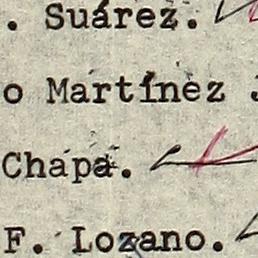 . Suárez.
o Martínez J
Chapa.
F. Lozano.